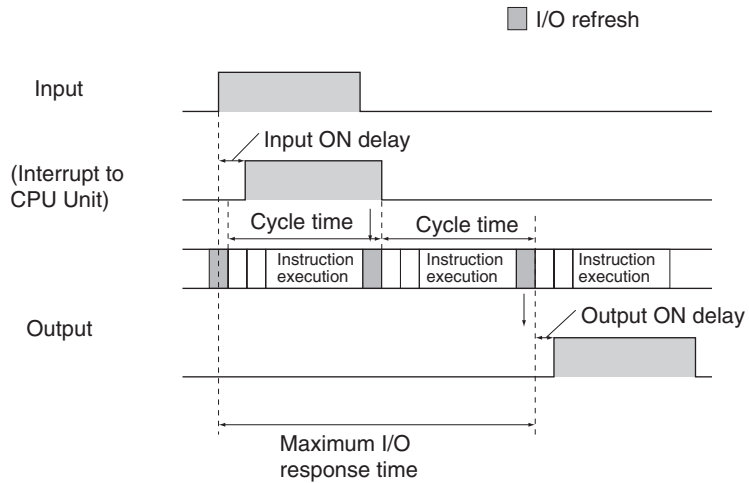 I/O refresh
Input
Input ON delay
(Interrupt to
CPU Unit)
Cycle time
Cycle time
Instruction
execution
Instruction
execution
Instruction
execution
Output
Output ON delay
Maximum I/O
response time